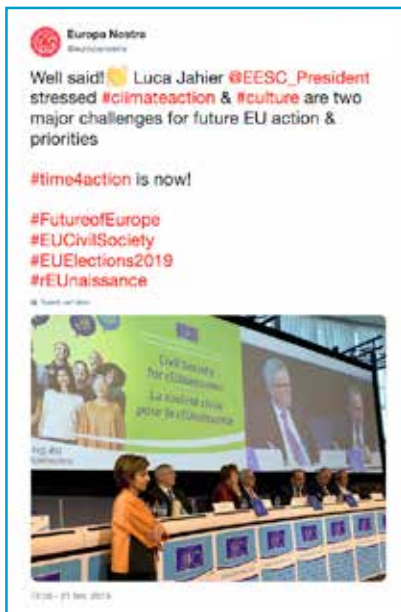 Europa Nostra
@europanostra
Well said!👏 Luca Jahier @EESC_President
stressed #climateaction & #culture are two
major challenges for future EU action &
priorities
#time4action is now!
#FutureofEurope
#EUCivilSociety
#EUElections2019
#rEUnaissance
Civil Society
for rEUnaissance
La société civile
pour la rEUnaissance